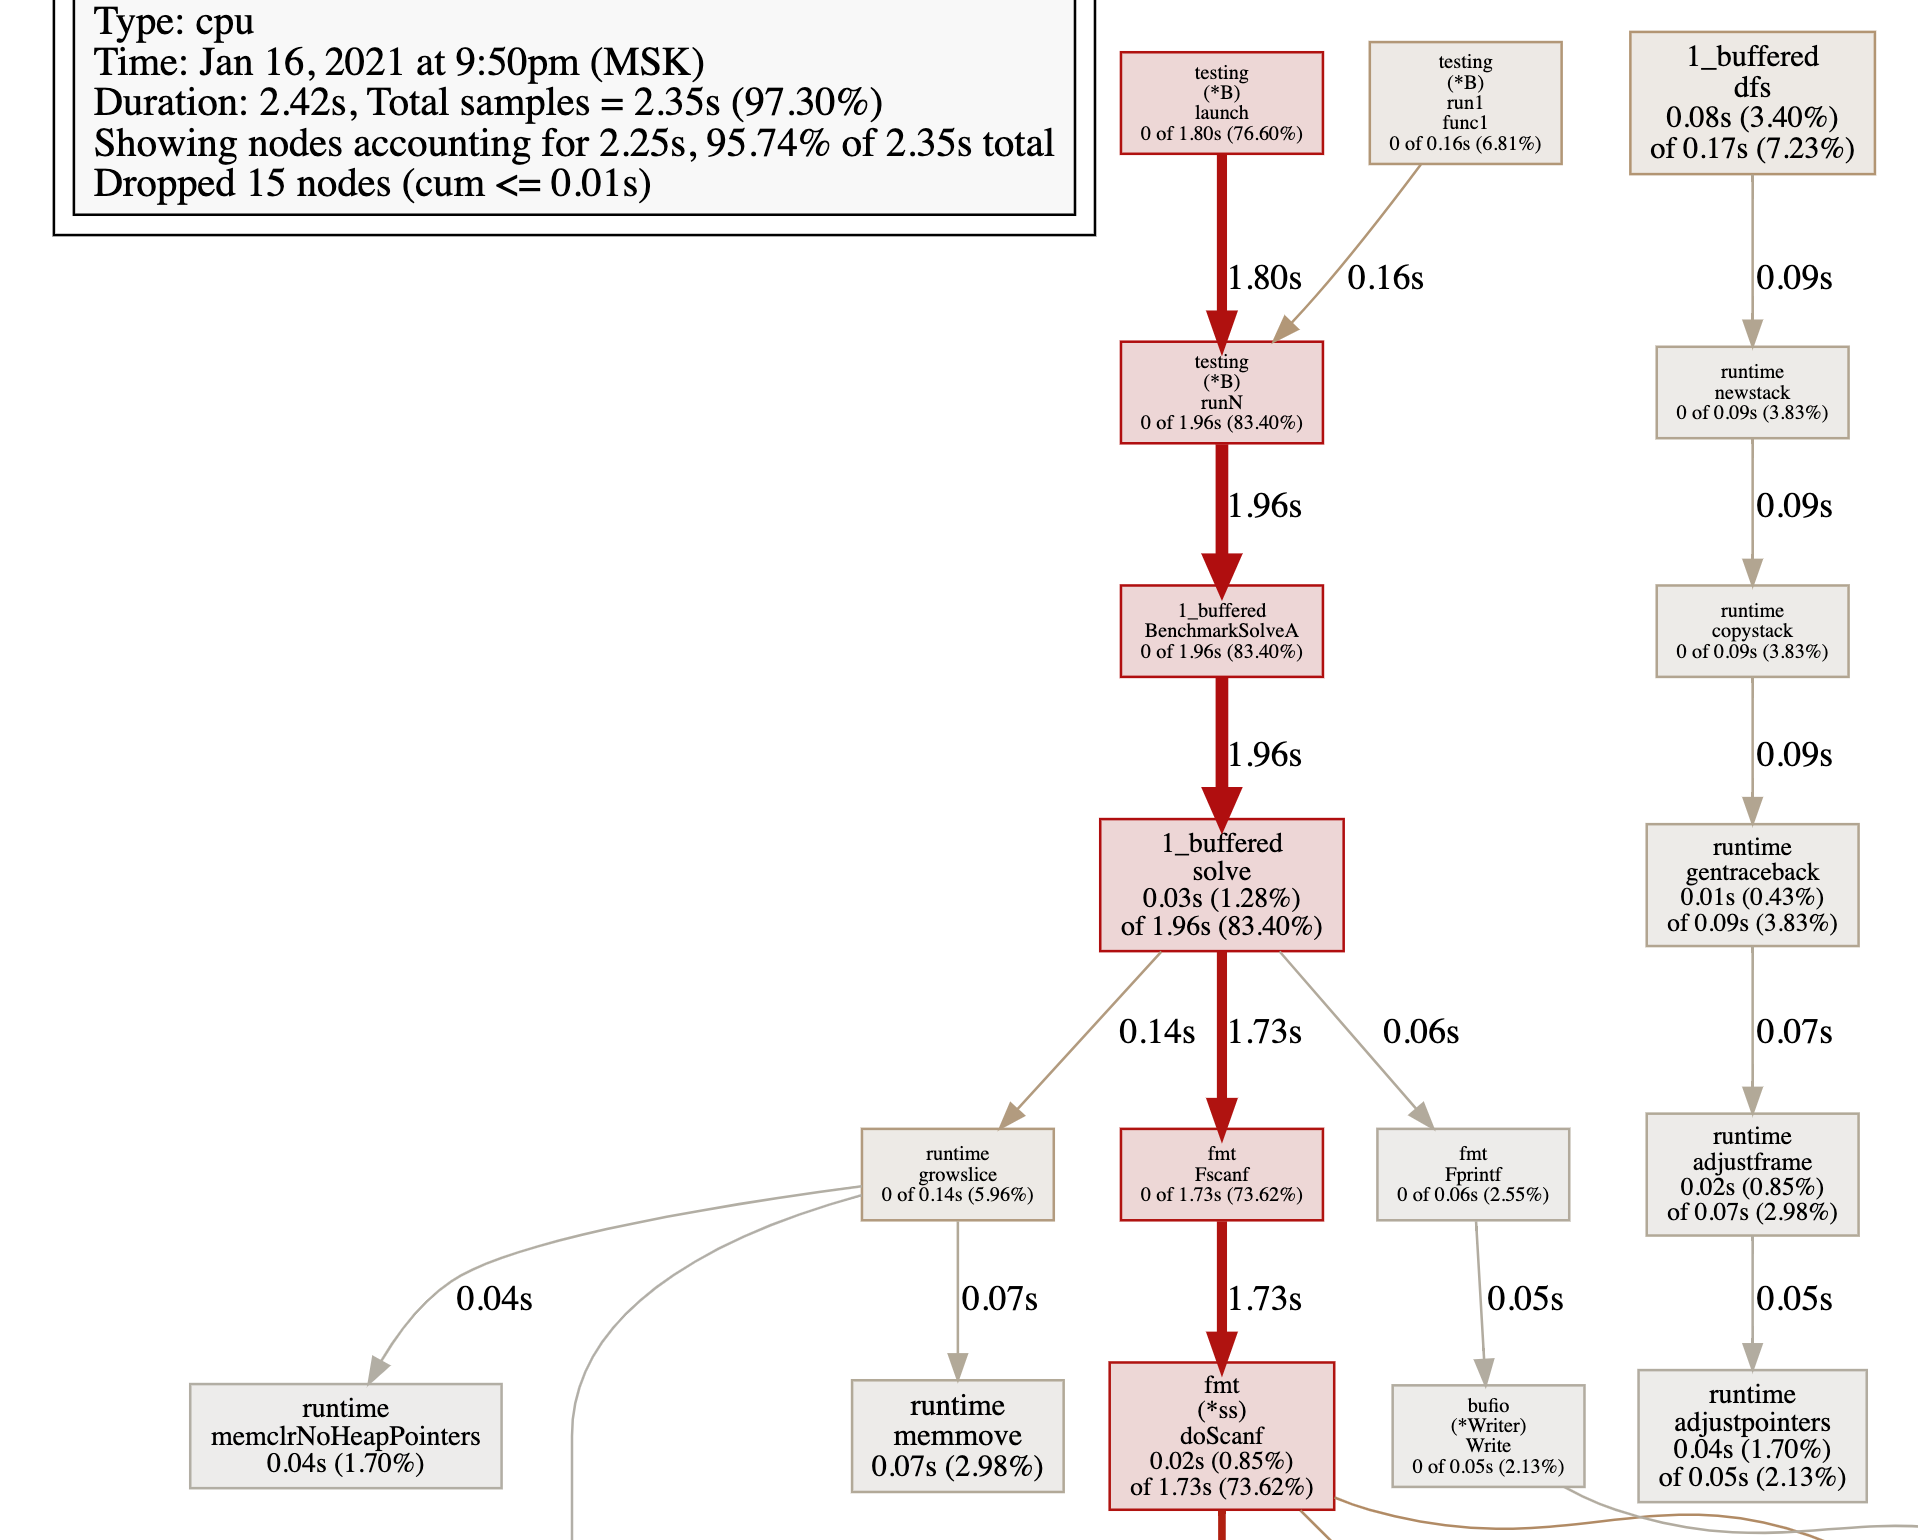 Type: cpu
Time: Jan 16, 2021 at 9:50pm (MSK)
Duration: 2.42s, Total samples = 2.35s (97.30%)
Showing nodes accounting for 2.25s, 95.74% of 2.35s total
Dropped 15 nodes (cum <= 0.01s)
testing
(*B)
launch
0 of 1.80s (76.60%)
testing
(*B)
run1
func1
0 of 0.16s (6.81%)
1_buffered
dfs
0.08s (3.40%)
of 0.17s (7.23%)
1.80s
0.16s
0.09s
testing
(*B)
runN
0 of 1.96s (83.40%)
runtime
newstack
0 of 0.09s (3.83%)
1.96s
0.09s
1_buffered
BenchmarkSolveA
0 of 1.96s (83.40%)
runtime
copystack
0 of 0.09s (3.83%)
1.96s
0.09s
1_buffered
solve
0.03s (1.28%)
of 1.96s (83.40%)
runtime
gentraceback
0.01s (0.43%)
of 0.09s (3.83%)
0.14s
1.73s
0.06s
0.07s
runtime
growslice
0 of 0.14s (5.96%)
fmt
Fscanf
0 of 1.73s (73.62%)
fmt
Fprintf
0 of 0.06s (2.55%)
runtime
adjustframe
0.02s (0.85%)
of 0.07s (2.98%)
0.04s
0.07s
1.73s
0.05s
0.05s
runtime
memclrNoHeapPointers
0.04s (1.70%)
runtime
memmove
0.07s (2.98%)
fmt
(*ss)
doScanf
0.02s (0.85%)
of 1.73s (73.62%)
bufio
(*Writer)
Write
0 of 0.05s (2.13%)
runtime
adjustpointers
0.04s (1.70%)
of 0.05s (2.13%)